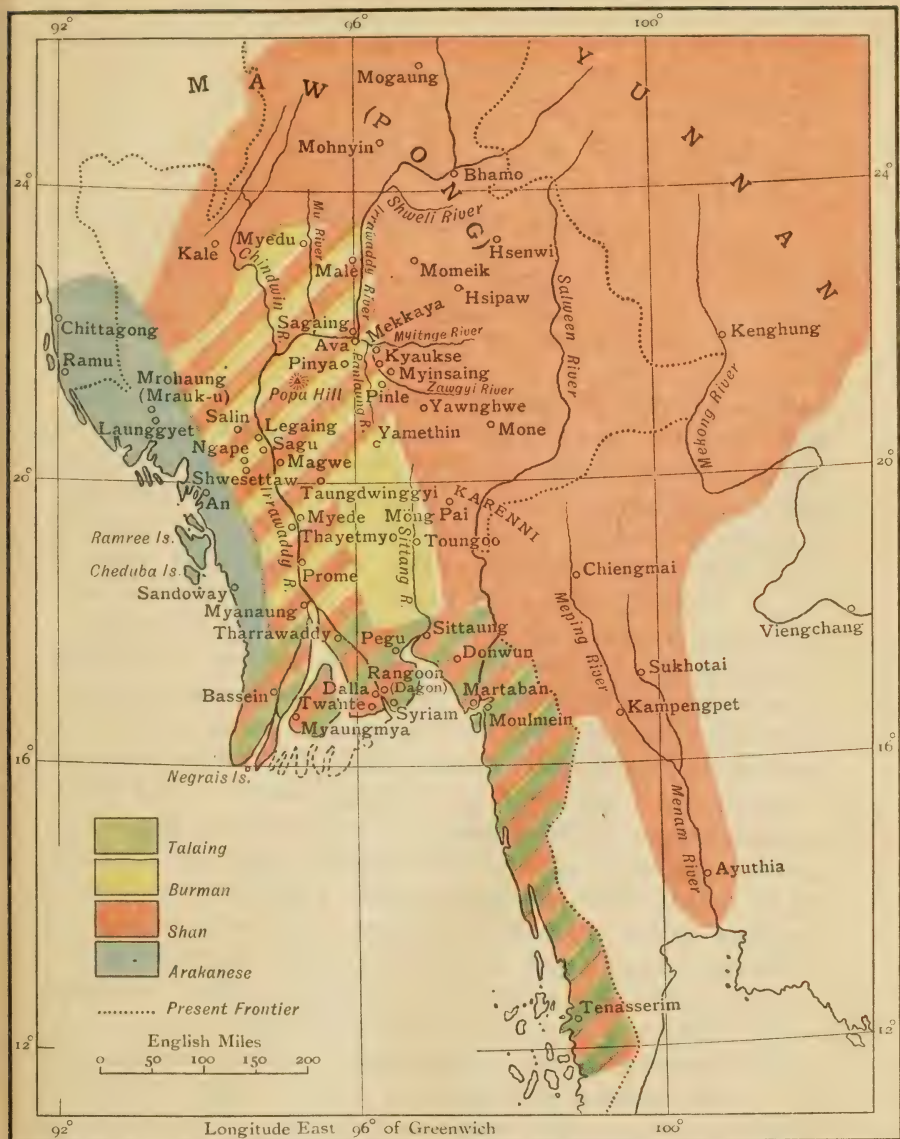 92°
96°
100°
M A W
(PONG)
YUNNAN
Mogaung
Mohnyin
Bhamo
24°
24°
Shweli River
Irrawaddy River
Mu River
Myedu
Kale
Chindwin R.
Male
Hsenwi
Momeik
Hsipaw
Salween River
Chittagong
Sagaing
Mekkaya
Ava
Myitnge River
Kenghung
Ramu
Pinya
Kyaukse
Myinsaing
Mrohaung
(Mrauk-u)
Popa Hill
Paulaung R.
Pinle
Zawgyi River
Mekong River
Salin
Yawnghwe
Launggyet
Legaing
Mone
Ngape
Sagu
Yamethin
20°
20°
Magwe
Shwesettaw
An
Irrawaddy R.
Taungdwinggyi
KARENNI
Myede
Möng Pai
Ramree Is.
Thayetmyo
Toungoo
Sittang R.
Cheduba Is.
Prome
Chiengmai
Sandoway
Myanaung
Meping River
Viengchang
Tharrawaddy
Pegu
Sittaung
Donwun
Sukhotai
Rangoon
(Dagon)
Bassein
Dalla
Martaban
Twante
Syriam
Moulmein
Kampengpet
Myaungmya
16°
16°
Negrais Is.
Menam River
Talaing
Ayuthia
Burman
Shan
Arakanese
Present Frontier
Tenasserim
English Miles
0 50 100 150 200
12°
12°
92°
Longitude East 96° of Greenwich
100°